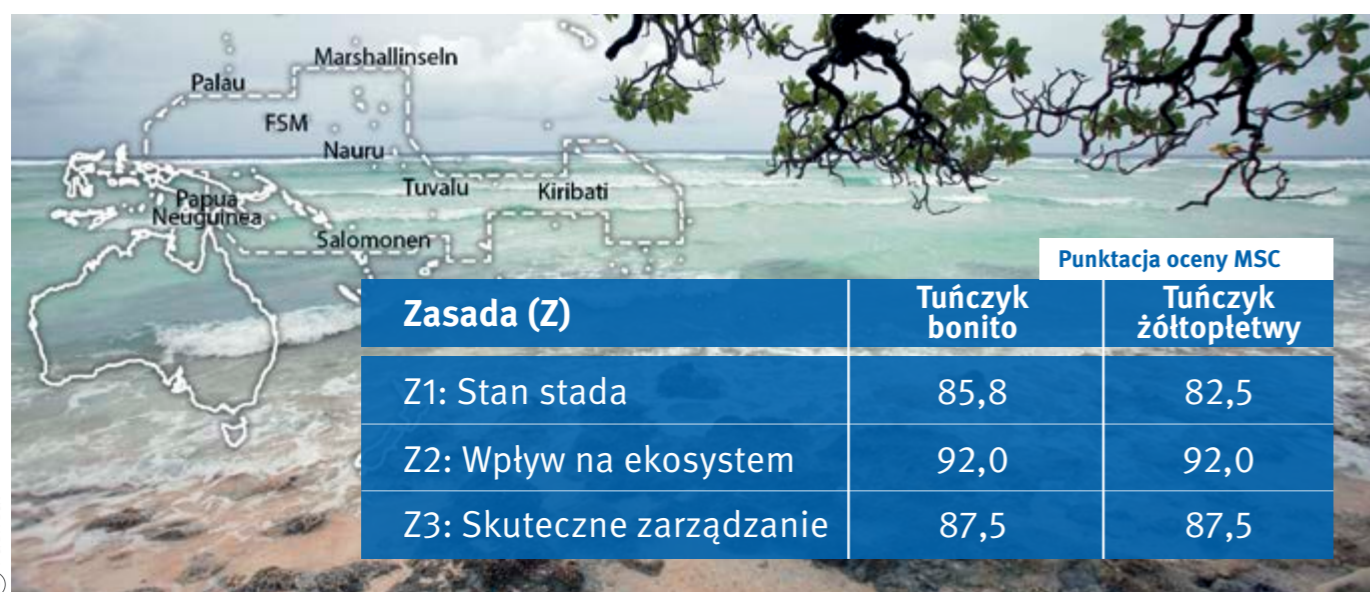 Marshallinseln
Palau
FSM
Nauru
Tuvalu
Kiribati
Papua
Neuguinea
Salomonen
Punktacja oceny MSC
Zasada (Z)
Tuńczyk
bonito
Tuńczyk
żółtopłetwy
Z1: Stan stada 85,8 82,5
Z2: Wpływ na ekosystem 92,0 92,0
Z3: Skuteczne zarządzanie 87,5 87,5